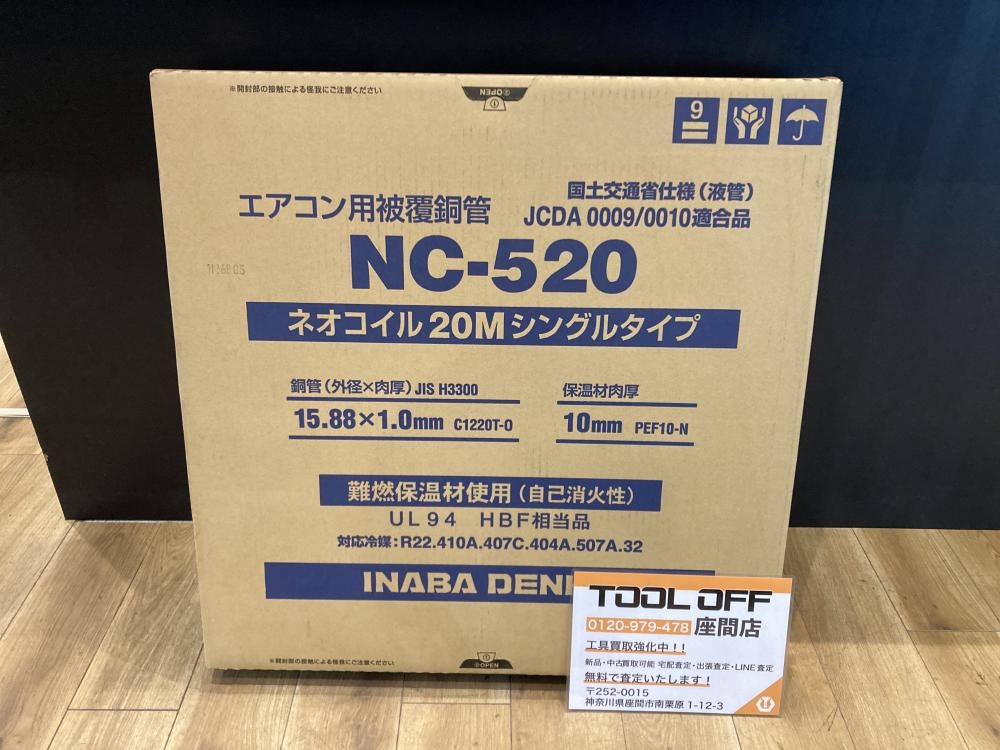 ※開封部の接触による怪我にご注意ください
②OPEN
①
9
エアコン用被覆銅管
国土交通省仕様（液管）
JCDA 0009/0010適合品
NC-520
ネオコイル 20M シングルタイプ
銅管（外径×肉厚）JIS H3300
15.88×1.0mm C1220T-O
保温材肉厚
10mm PEF10-N
難燃保温材使用（自己消火性）
UL94 HBF相当品
対応冷媒：R22.410A.407C.404A.507A.32
INABA DEN
※開封部の接触による怪我にご注意ください
①
②OPEN
TOOL OFF
0120-979-478 座間店
工具買取強化中！！
新品・中古買取可能 宅配査定・出張査定・LINE査定
無料で査定いたします！
〒252-0015
神奈川県座間市南栗原 1-12-3